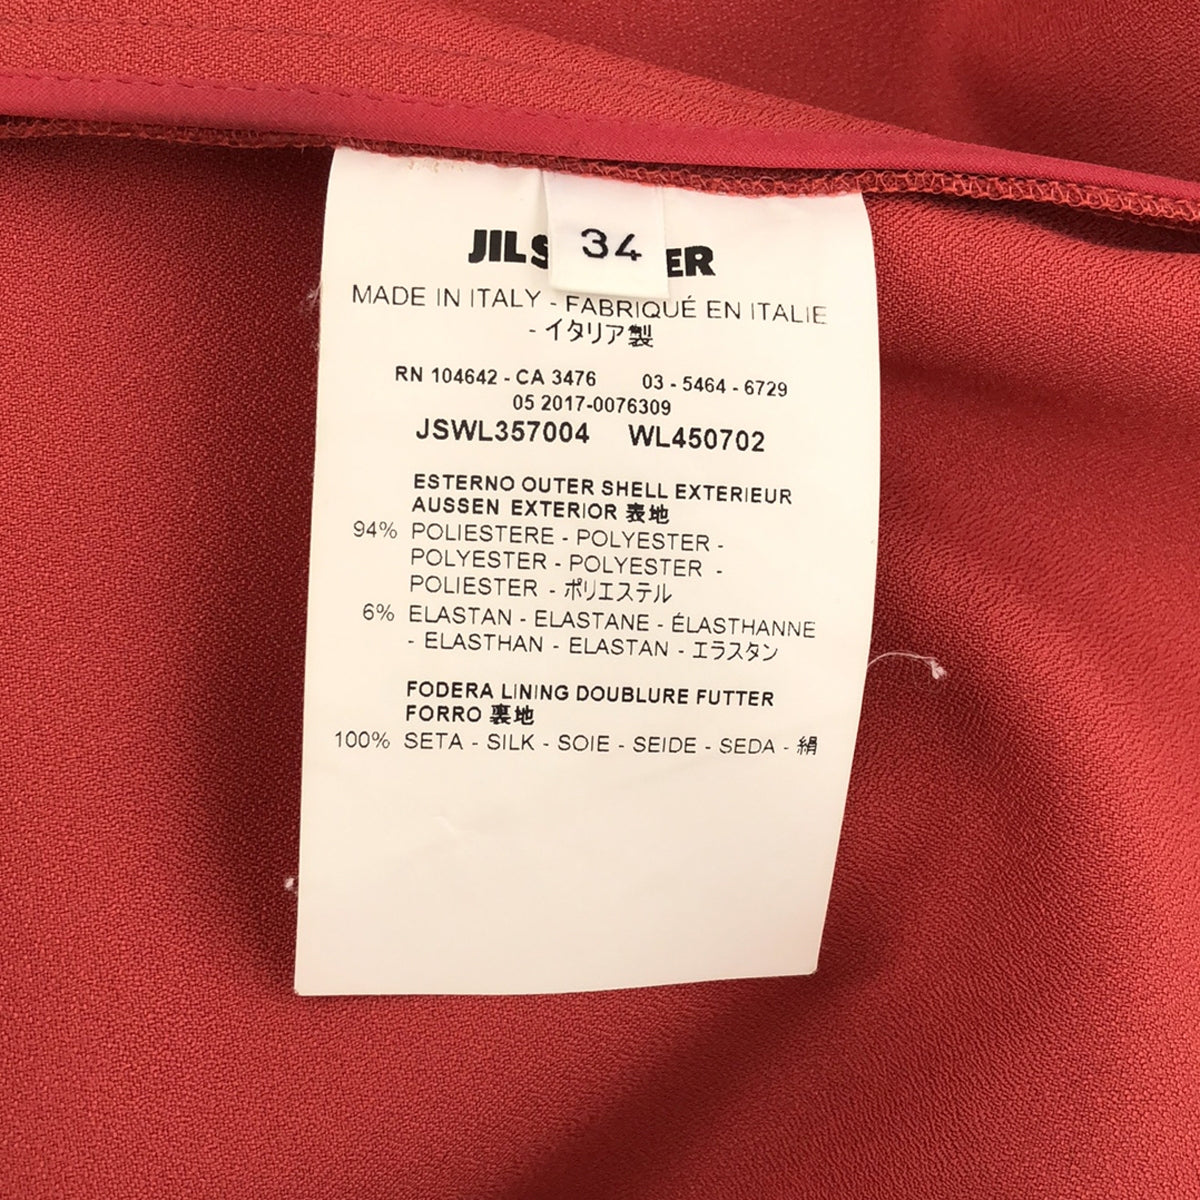 JIL
34
MADE IN ITALY - FABRIQUÉ EN ITALIE
- イタリア製
RN 104642 - CA 3476 03 - 5464 - 6729
05 2017-0076309
JSWL357004 WL450702
ESTERNO OUTER SHELL EXTERIEUR
AUSSEN EXTERIOR 表地
94% POLIESTERE - POLYESTER -
POLYESTER - POLYESTER -
POLIESTER - ポリエステル
6% ELASTAN - ELASTANE - ÉLASTHANNE
- ELASTHAN - ELASTAN - エラスタン
FODERA LINING DOUBLURE FUTTER
FORRO 裏地
100% SETA - SILK - SOIE - SEIDE - SEDA - 絹